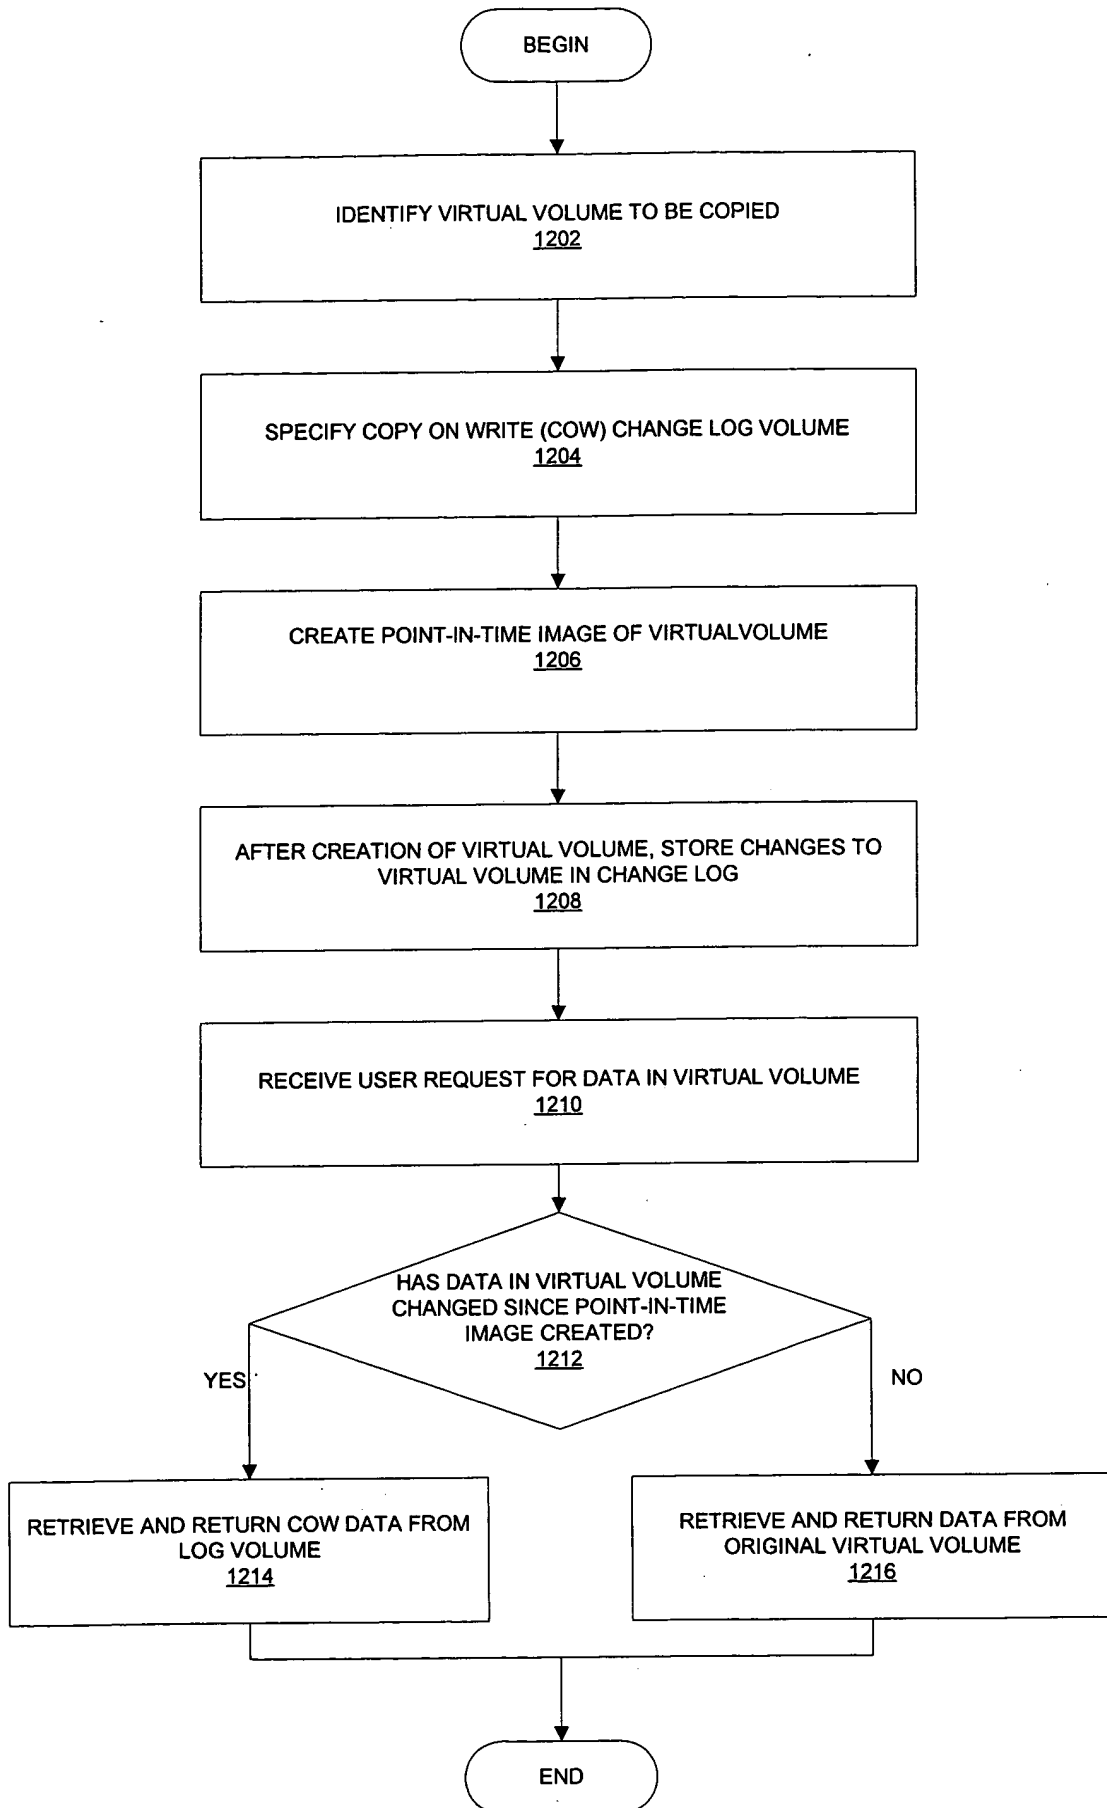 BEGIN
IDENTIFY VIRTUAL VOLUME TO BE COPIED
1202
SPECIFY COPY ON WRITE (COW) CHANGE LOG VOLUME
1204
CREATE POINT-IN-TIME IMAGE OF VIRTUALVOLUME
1206
AFTER CREATION OF VIRTUAL VOLUME, STORE CHANGES TO
VIRTUAL VOLUME IN CHANGE LOG
1208
RECEIVE USER REQUEST FOR DATA IN VIRTUAL VOLUME
1210
HAS DATA IN VIRTUAL VOLUME
CHANGED SINCE POINT-IN-TIME
IMAGE CREATED?
1212
YES
NO
RETRIEVE AND RETURN COW DATA FROM
LOG VOLUME
1214
RETRIEVE AND RETURN DATA FROM
ORIGINAL VIRTUAL VOLUME
1216
END